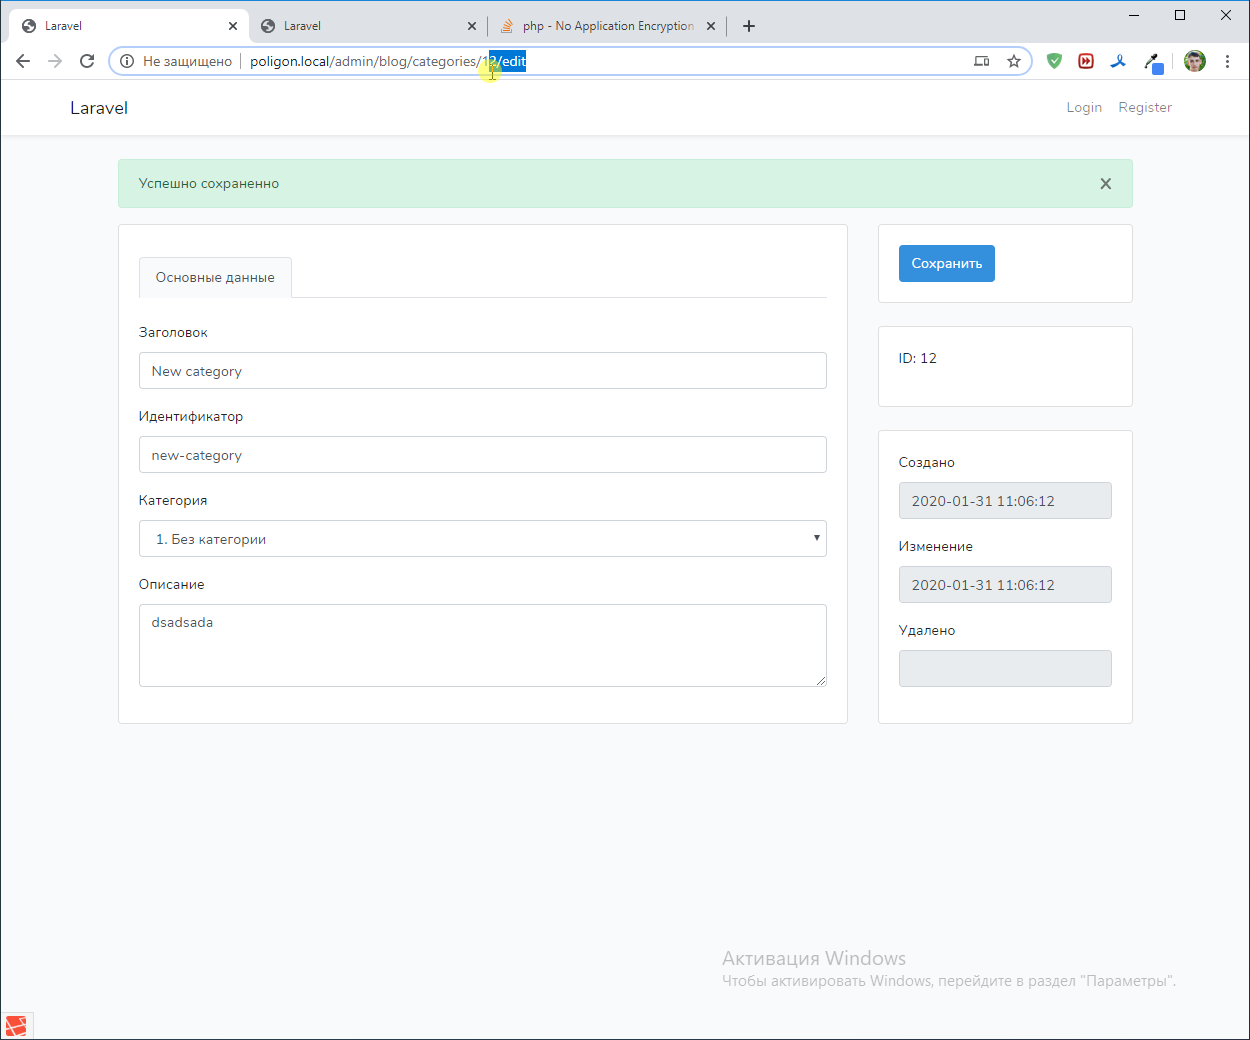 Laravel
Laravel
php - No Application Encryption
Не защищено
poligon.local/admin/blog/categories/12/edit
Laravel
Login
Register
Успешно сохраненно
Основные данные
Сохранить
Заголовок
New category
ID: 12
Идентификатор
new-category
Создано
2020-01-31 11:06:12
Категория
1. Без категории
Изменение
2020-01-31 11:06:12
Описание
dsadsada
Удалено
Активация Windows
Чтобы активировать Windows, перейдите в раздел "Параметры".